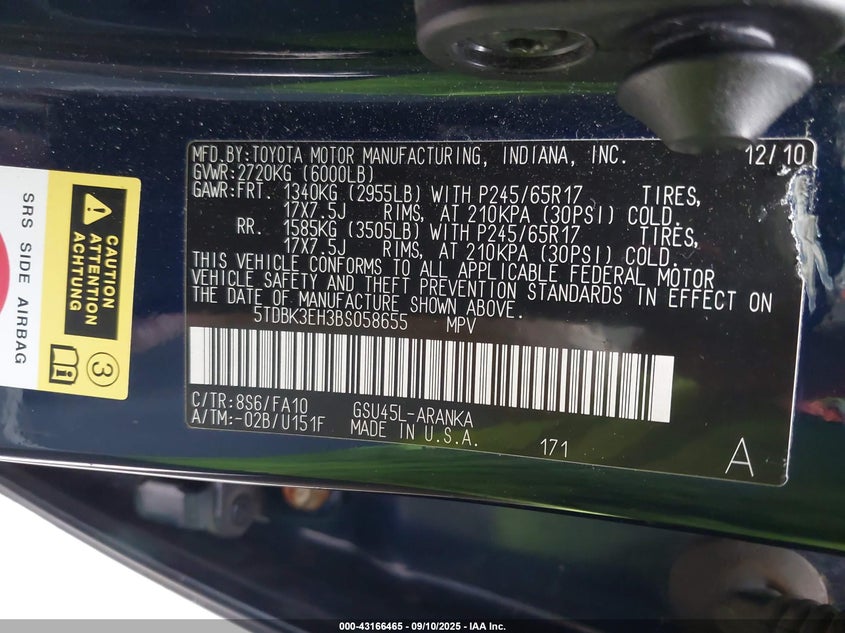 MFD.BY:TOYOTA MOTOR MANUFACTURING, INDIANA, INC. 12/10
GVWR:2720KG (6000LB)
GAWR:FRT. 1340KG (2955LB) WITH P245/65R17 TIRES,
17X7.5J RIMS, AT 210KPA (30PSI) COLD.
RR. 1585KG (3505LB) WITH P245/65R17 TIRES,
17X7.5J RIMS, AT 210KPA (30PSI) COLD.
THIS VEHICLE CONFORMS TO ALL APPLICABLE FEDERAL MOTOR
VEHICLE SAFETY AND THEFT PREVENTION STANDARDS IN EFFECT ON
THE DATE OF MANUFACTURE SHOWN ABOVE.
5TDBK3EH3BS058655 MPV
C/TR:8S6/FA10 GSU45L-ARANKA
A/TM:-02B/U151F MADE IN U.S.A.
171
A
CAUTION
ATTENTION
ACHTUNG
3
i
SRS SIDE AIRBAG
000-43166465 - 09/10/2025 - IAA Inc.